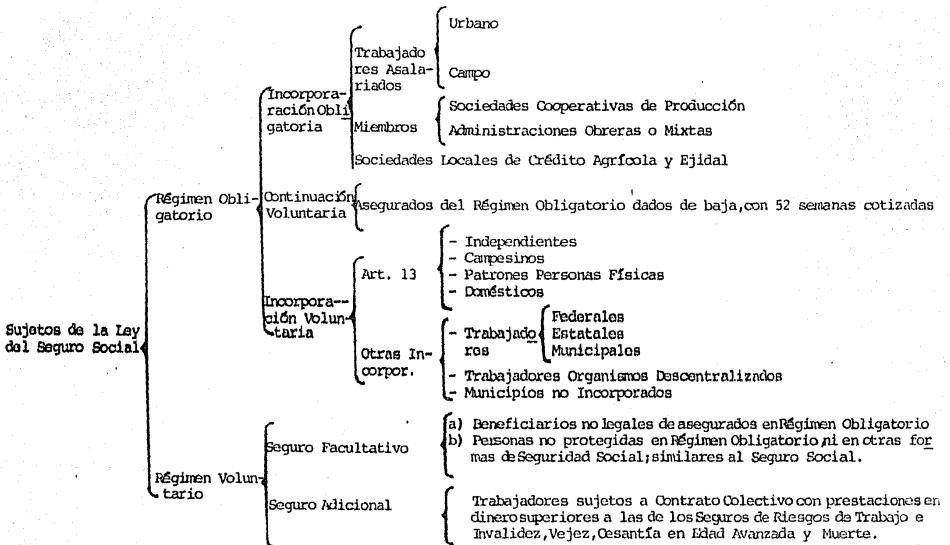 Urbano
Trabajado
res Asala-
riados
Campo
Incorpora-
ración Obli
gatoria
Sociedades Cooperativas de Producción
Miembros
Administraciones Obreras o Mixtas
Sociedades Locales de Crédito Agrícola y Ejidal
Régimen Obli-
gatorio
Continuación
Voluntaria
Asegurados del Régimen Obligatorio dados de baja,con 52 semanas cotizadas
Art. 13
- Independientes
- Campesinos
- Patrones Personas Físicas
- Domésticos
Incorpora--
ción Volun-
taria
Otras In-
corpor.
- Trabajado
res
Federales
Estatales
Municipales
- Trabajadores Organismos Descentralizados
- Municipios no Incorporados
Sujetos de la Ley
del Seguro Social
Régimen Volun-
tario
Seguro Facultativo
a) Beneficiarios no legales de asegurados en Régimen Obligatorio
b) Personas no protegidas en Régimen Obligatorio,ni en otras for
mas de Seguridad Social;similares al Seguro Social.
Seguro Adicional
Trabajadores sujetos a Contrato Colectivo con prestaciones en
dinero superiores a las de los Seguros de Riesgos de Trabajo e
Invalidez,Vejez,Cesantía en Edad Avanzada y Muerte.